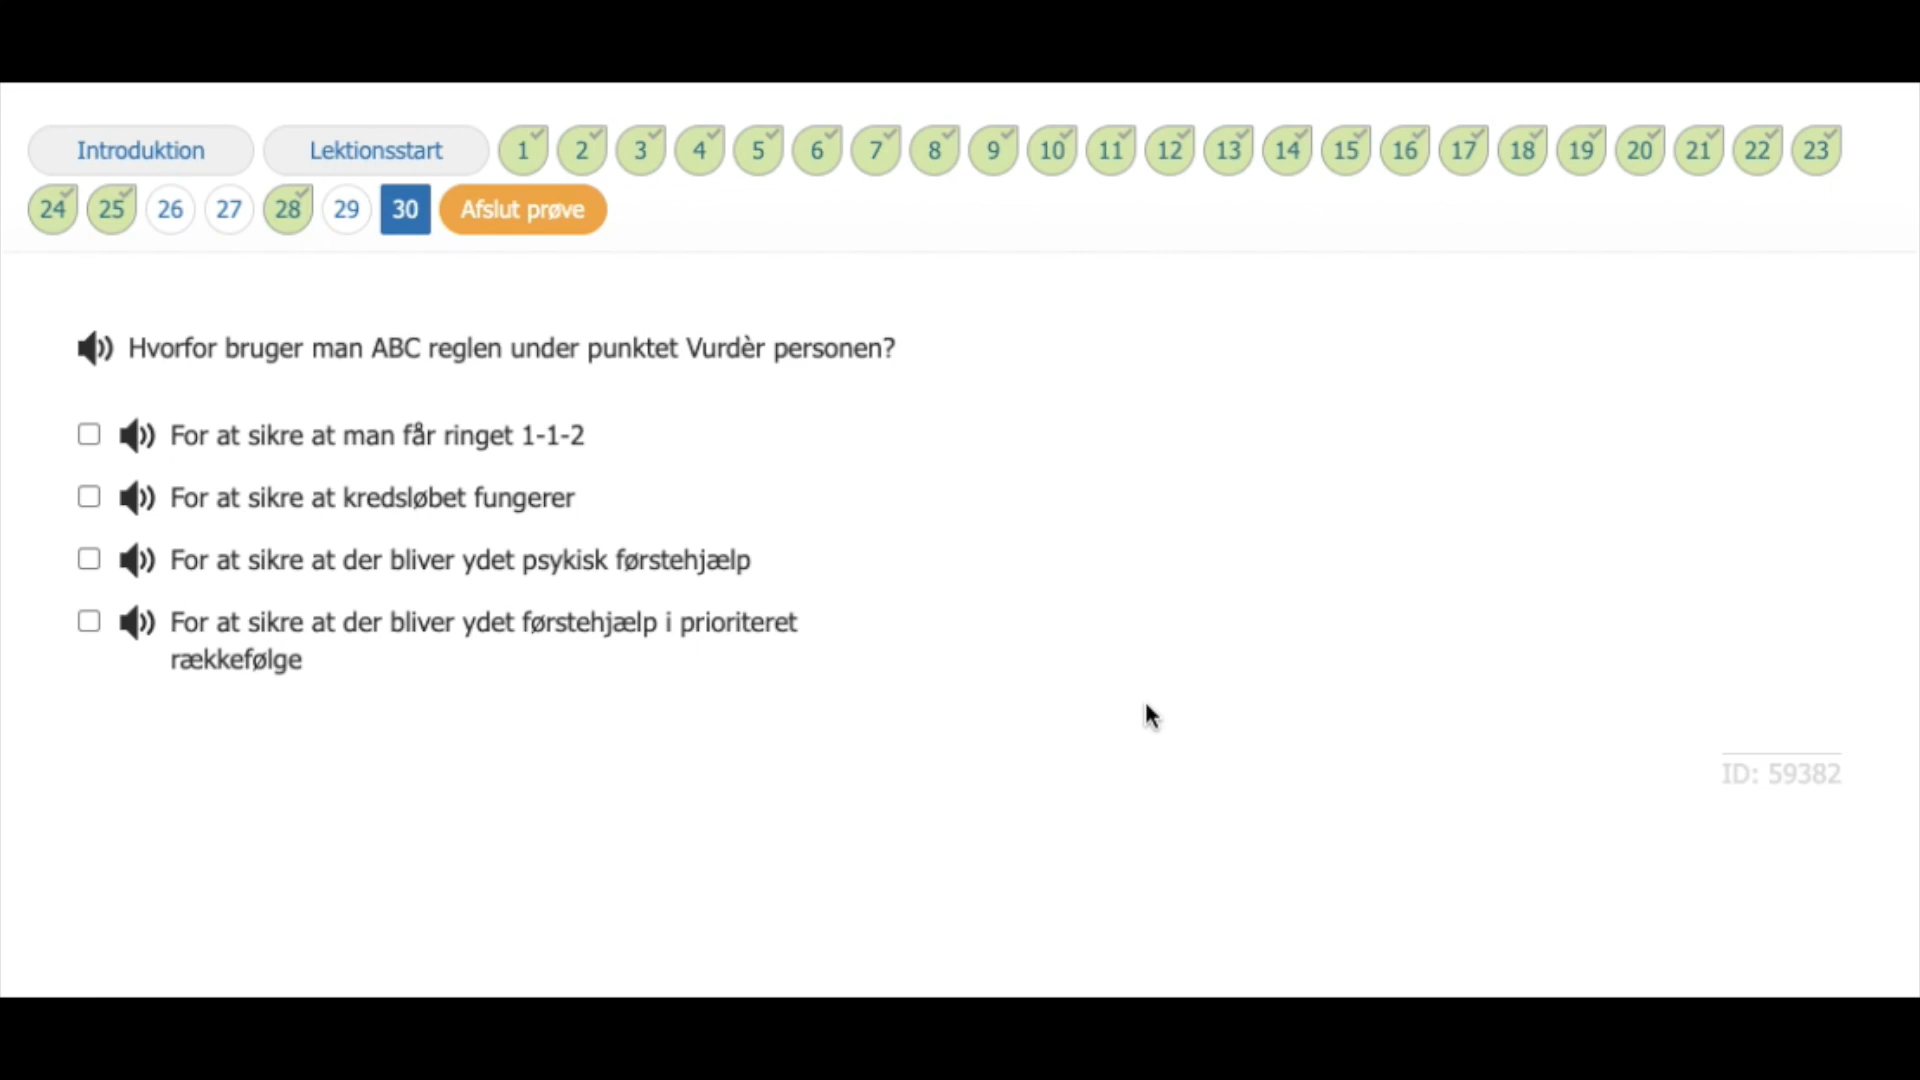 Introduktion Lektionsstart 1 2 3 4 5 6 7 8 9 10 11 12 13 14 15 16 17 18 19 20 21 22 23
24 25 26 27 28 29 30 Afslut prøve
Hvorfor bruger man ABC reglen under punktet Vurdèr personen?
For at sikre at man får ringet 1-1-2
For at sikre at kredsløbet fungerer
For at sikre at der bliver ydet psykisk førstehjælp
For at sikre at der bliver ydet førstehjælp i prioriteret
rækkefølge
ID: 59382